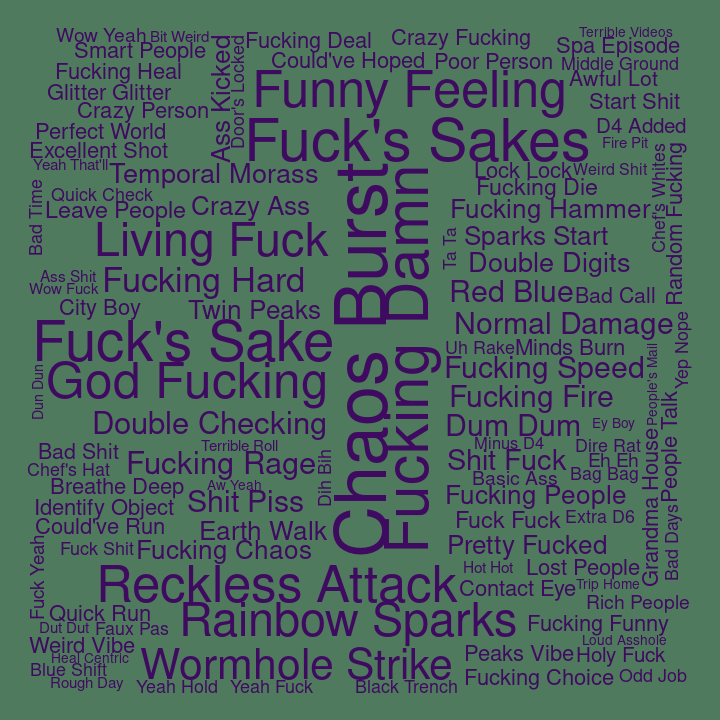 Wow Yeah
Bit Weird
Smart People
Fucking Heal
Glitter Glitter
Crazy Person
Perfect World
Excellent Shot
Yeah That'll
Ass Kicked
Door's Locked
Fucking Deal
Crazy Fucking
Could've Hoped
Poor Person
Terrible Videos
Spa Episode
Middle Ground
Awful Lot
Start Shit
Funny Feeling
Fuck's Sakes
D4 Added
Fire Pit
Temporal Morass
Lock Lock
Weird Shit
Chef's Whites
Random Fucking
Quick Check
Bad Time
Leave People
Crazy Ass
Fucking Die
Fucking Hammer
Living Fuck
Chaos Burst
Fucking Damn
Ta Ta
Sparks Start
Double Digits
Ass Shit
Wow Fuck
Fucking Hard
Red Blue
Bad Call
City Boy
Twin Peaks
Normal Damage
Yep Nope
Fuck's Sake
Uh Rake
Minds Burn
People's Mail
God Fucking
Dun Dun
Fucking Speed
Fucking Fire
People Talk
Double Checking
Dum Dum
Ey Boy
Terrible Roll
Minus D4
Dire Rat
Grandma House
Bad Shit
Chef's Hat
Fucking Rage
Dih Bih
Shit Fuck
Eh Eh
Bag Bag
Basic Ass
Breathe Deep
Aw Yeah
Fucking People
Identify Object
Shit Piss
Could've Run
Earth Walk
Fuck Fuck
Extra D6
Bad Days
Fuck Yeah
Fuck Shit
Fucking Chaos
Pretty Fucked
Reckless Attack
Hot Hot
Lost People
Contact Eye
Trip Home
Rich People
Quick Run
Rainbow Sparks
Fucking Funny
Dut Dut
Faux Pas
Loud Asshole
Weird Vibe
Heal Centric
Wormhole Strike
Peaks Vibe
Holy Fuck
Blue Shift
Rough Day
Yeah Hold
Yeah Fuck
Black Trench
Fucking Choice
Odd Job